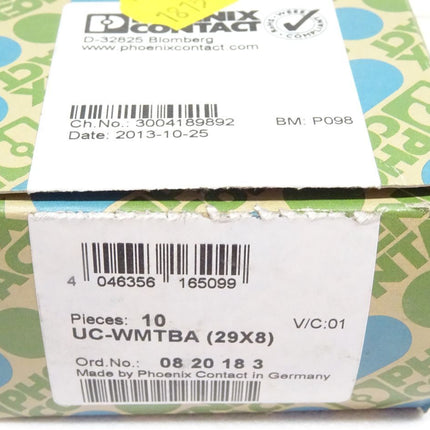 PHOENIX
CONTACT
D-32825 Blomberg
www.phoenixcontact.com
Ch.No.: 3004189892
BM: P098
Date: 2013-10-25
4 046356 165099
Pieces: 10
V/C:01
UC-WMTBA (29X8)
Ord.No.: 08 20 18 3
Made by Phoenix Contact in Germany